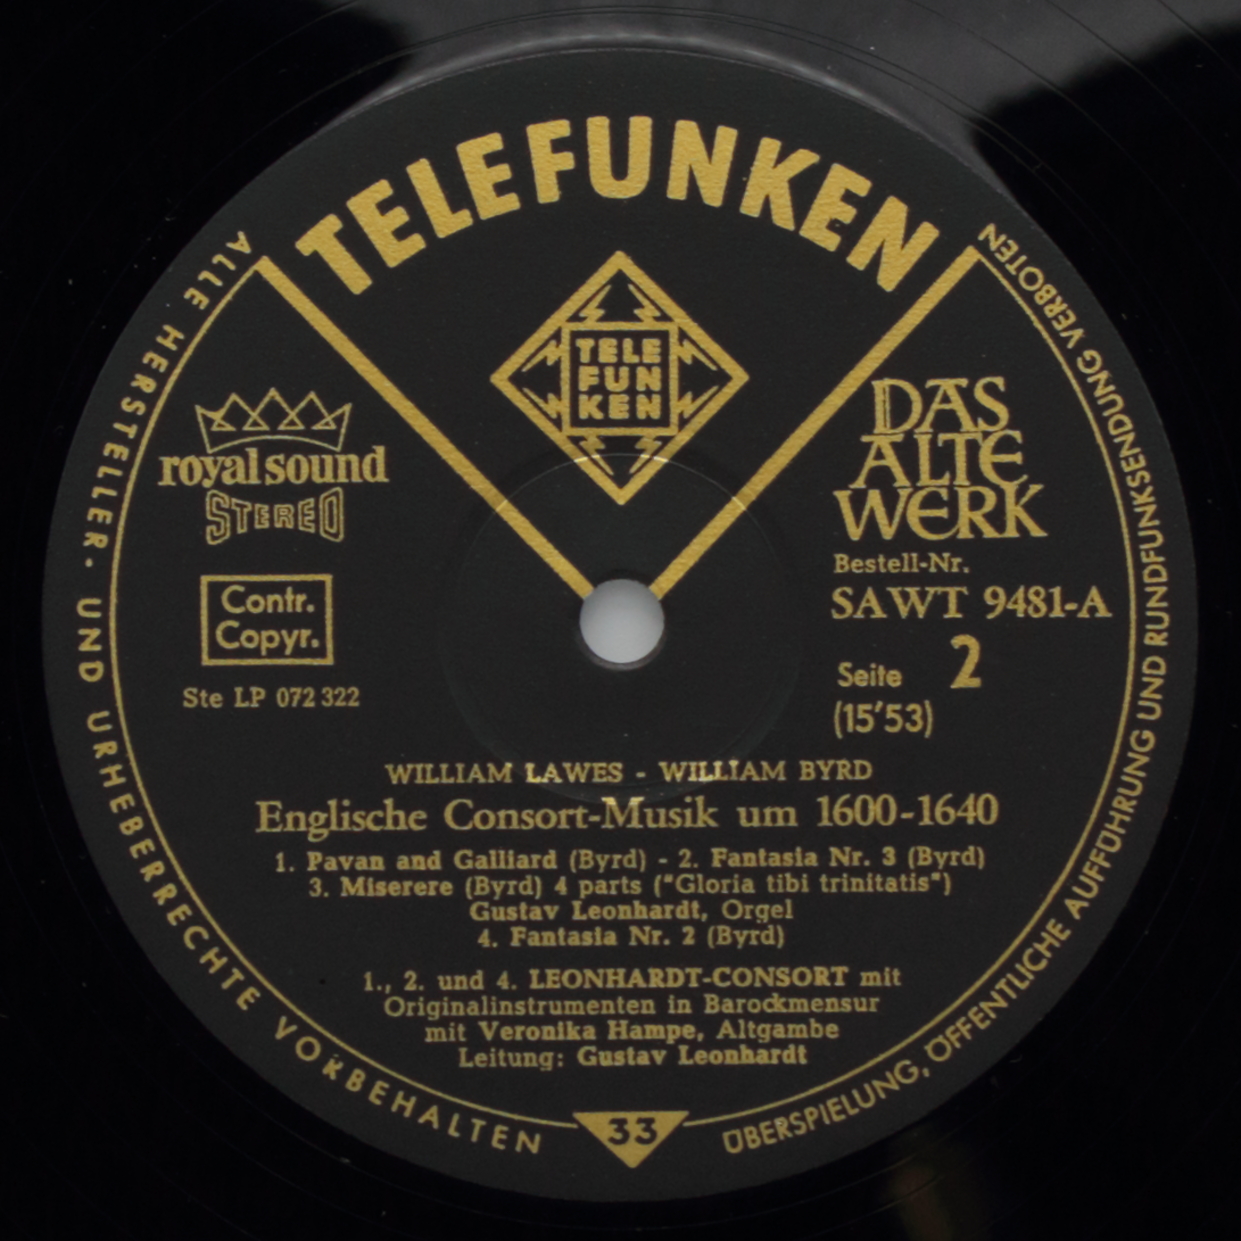 TELEFUNKEN
TELE
FUN
KEN
royal sound
STEREO
Contr.
Copyr.
Ste LP 072 322
DAS
ALTE
WERK
Bestell-Nr.
SAWT 9481-A
Seite 2
(15'53)
WILLIAM LAWES - WILLIAM BYRD
Englische Consort-Musik um 1600-1640
1. Pavan and Galliard (Byrd) - 2. Fantasia Nr. 3 (Byrd)
3. Miserere (Byrd) 4 parts ("Gloria tibi trinitatis")
Gustav Leonhardt, Orgel
4. Fantasia Nr. 2 (Byrd)
1., 2. und 4. LEONHARDT-CONSORT mit
Originalinstrumenten in Barockmensur
mit Veronika Hampe, Altgambe
Leitung: Gustav Leonhardt
33
ALLE HERSTELLER- UND URHEBERRECHTE VORBEHALTEN
ÜBERSPIELUNG, ÖFFENTLICHE AUFFÜHRUNG UND RUNDFUNKSENDUNG VERBOTEN